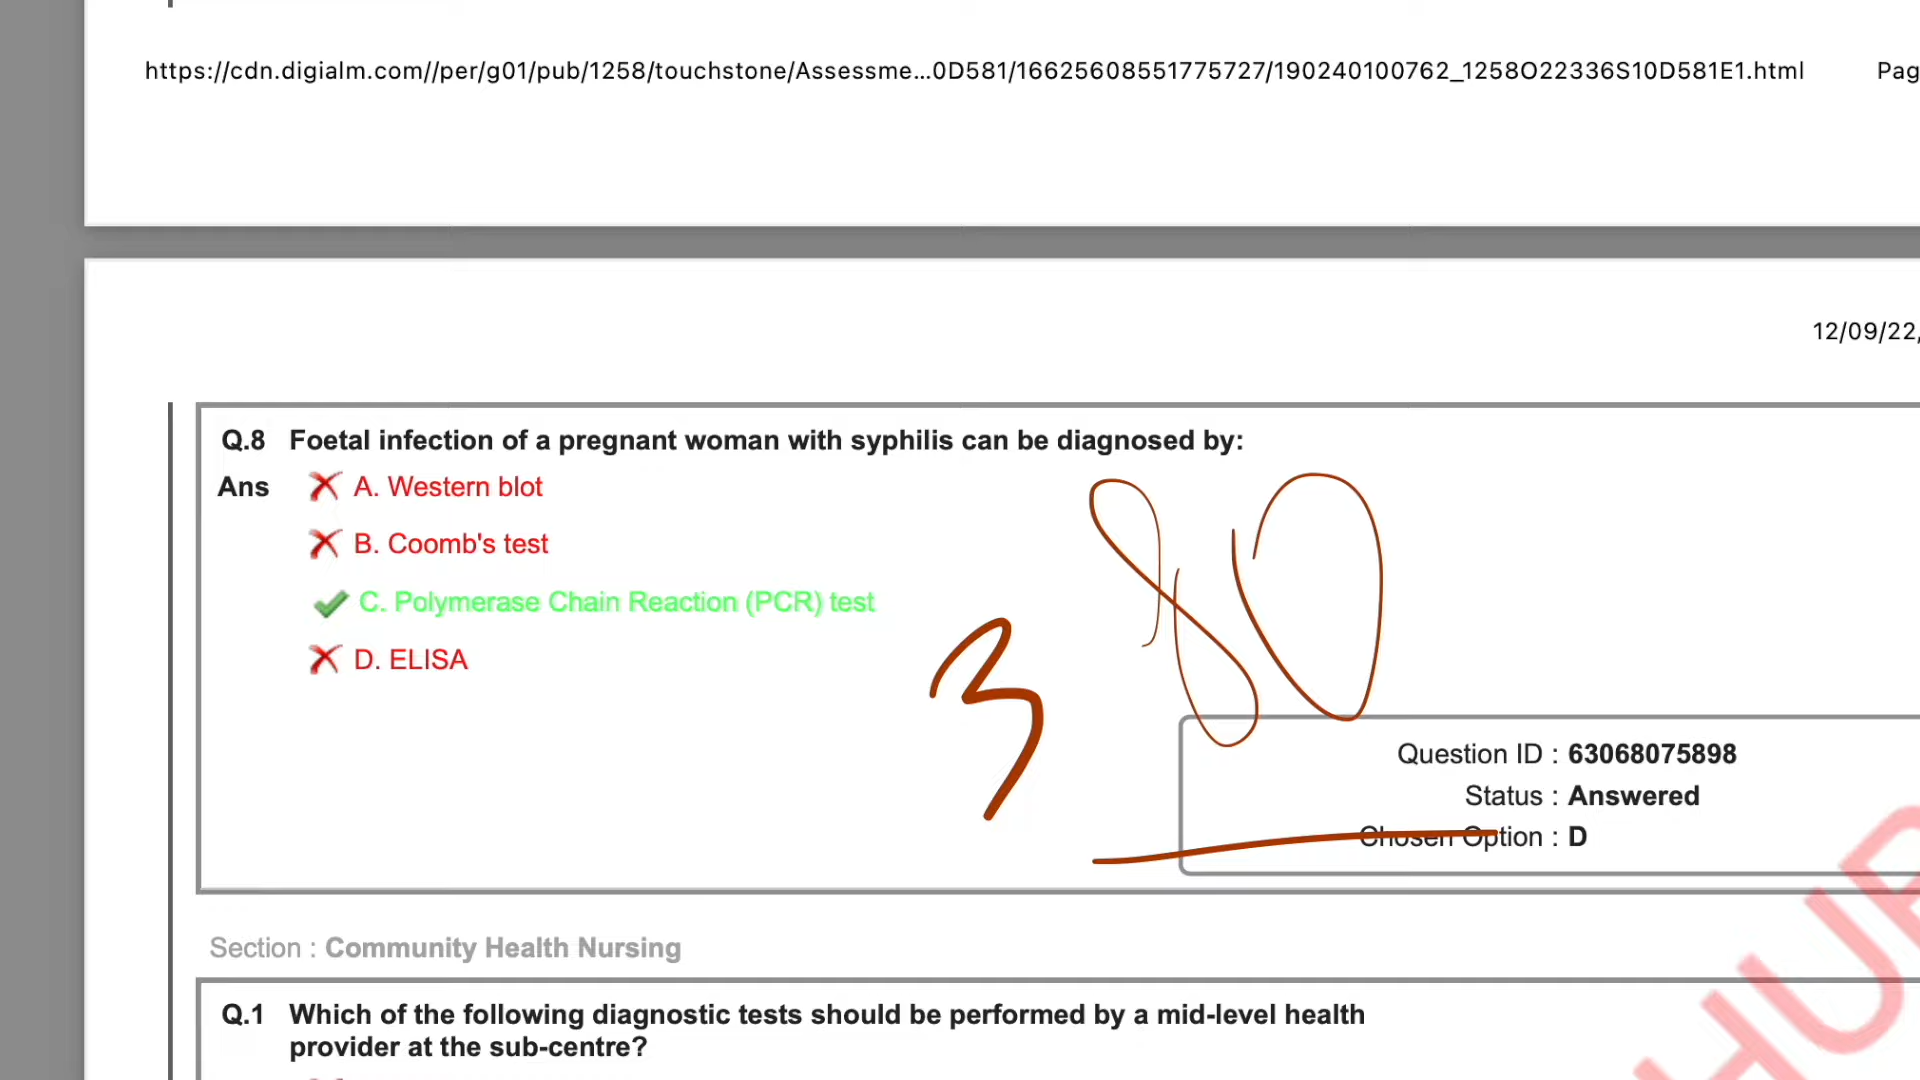 https://cdn.digialm.com//per/g01/pub/1258/touchstone/Assessme...0D581/16625608551775727/190240100762_1258O22336S10D581E1.html Pag
12/09/22,
Q.8 Foetal infection of a pregnant woman with syphilis can be diagnosed by:
Ans A. Western blot
B. Coomb's test
C. Polymerase Chain Reaction (PCR) test
D. ELISA
3 80
Question ID : 63068075898
Status : Answered
Chosen Option : D
Section : Community Health Nursing
Q.1 Which of the following diagnostic tests should be performed by a mid-level health
provider at the sub-centre?
HUB